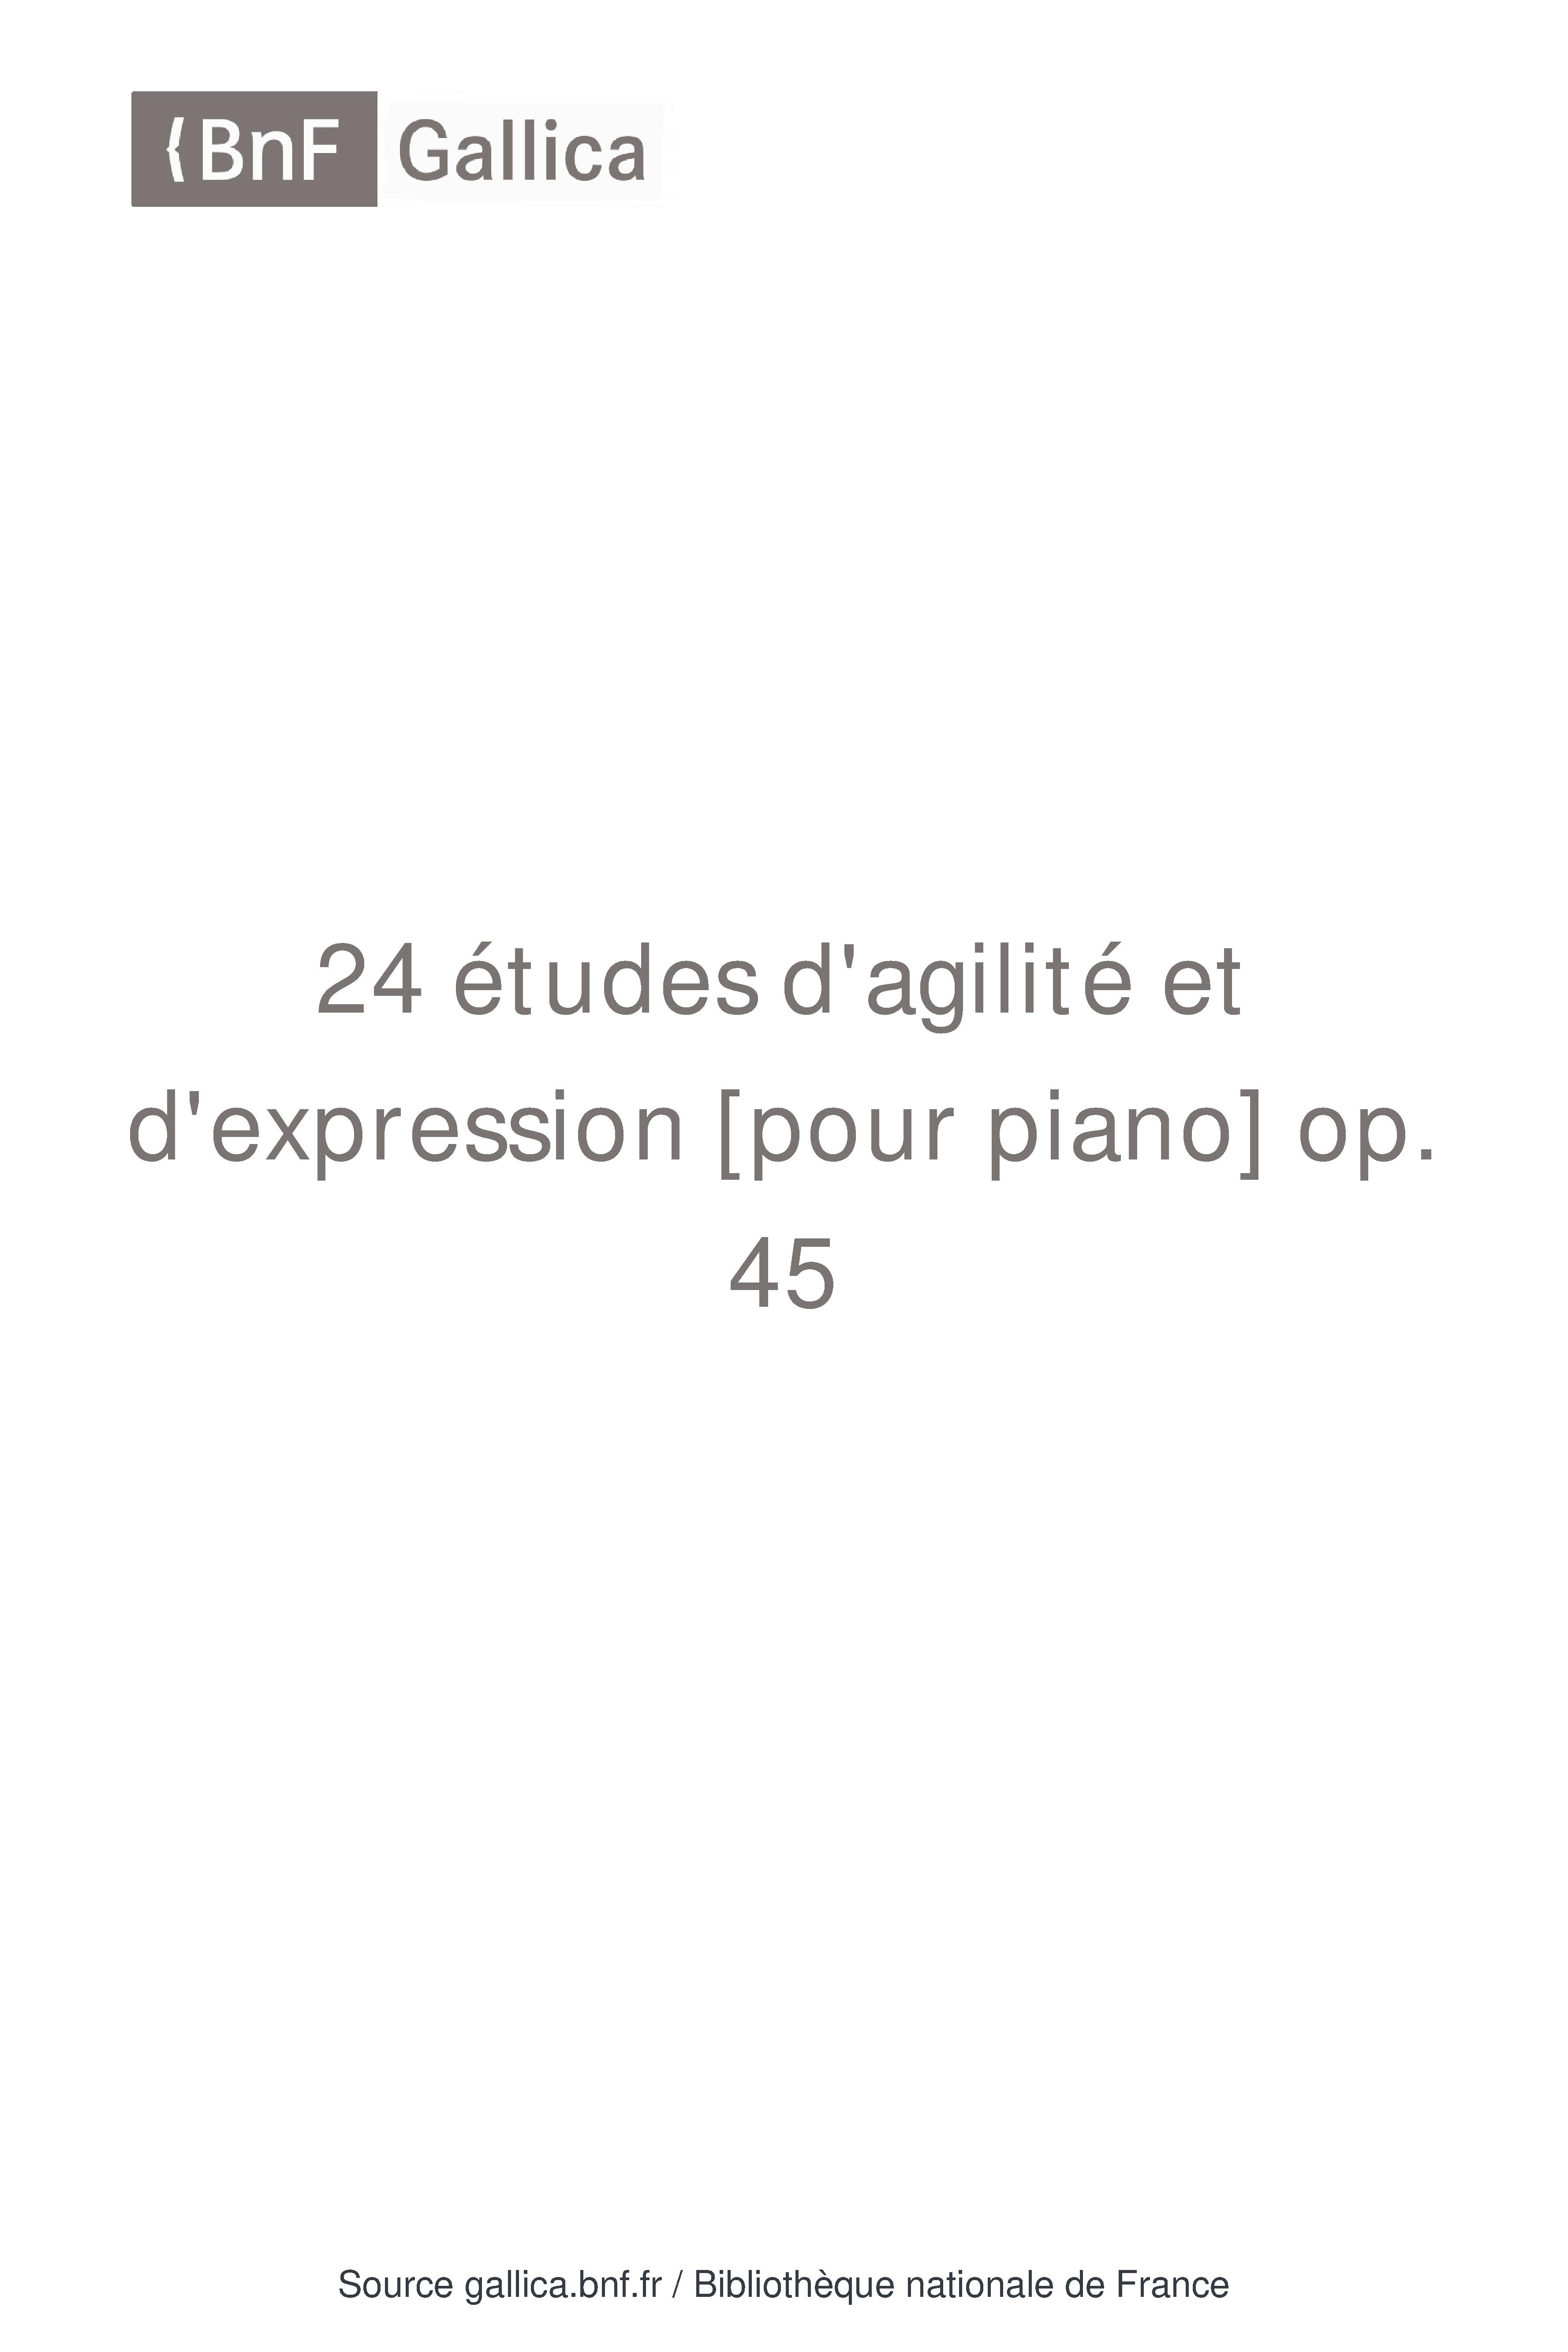 {BnF Gallica
24 études d'agilité et
d'expression [pour piano] op.
45
Source gallica.bnf.fr / Bibliothèque nationale de France